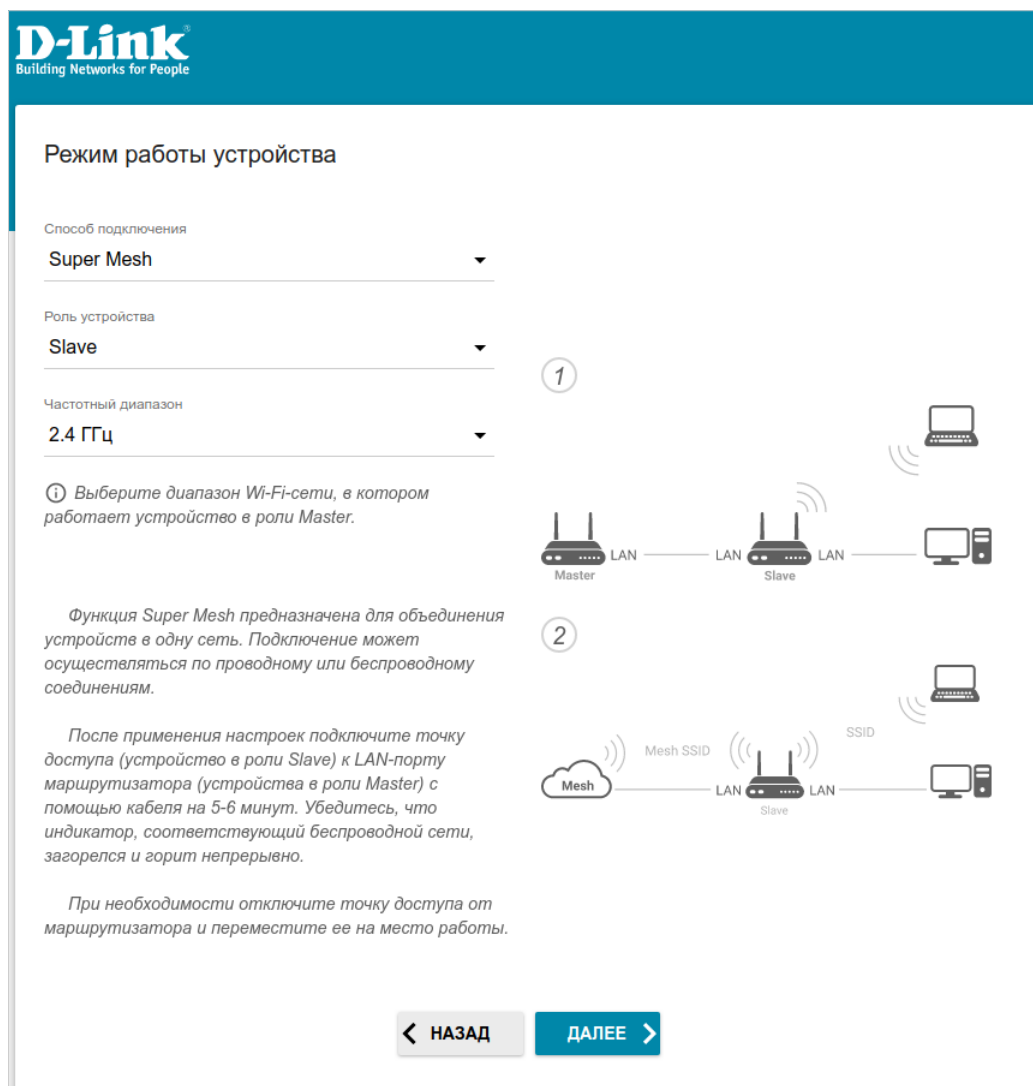 D-Link
Building Networks for People
Режим работы устройства
Способ подключения
Super Mesh
Роль устройства
Slave
Частотный диапазон
2.4 ГГц
Выберите диапазон Wi-Fi-сети, в котором
работает устройство в роли Master.
Функция Super Mesh предназначена для объединения
устройств в одну сеть. Подключение может
осуществляться по проводному или беспроводному
соединениям.
После применения настроек подключите точку
доступа (устройство в роли Slave) к LAN-порту
маршрутизатора (устройства в роли Master) с
помощью кабеля на 5-6 минут. Убедитесь, что
индикатор, соответствующий беспроводной сети,
загорелся и горит непрерывно.
При необходимости отключите точку доступа от
маршрутизатора и переместите ее на место работы.
1
LAN LAN LAN
Master Slave
2
Mesh SSID SSID
Mesh LAN LAN
Slave
НАЗАД ДАЛЕЕ